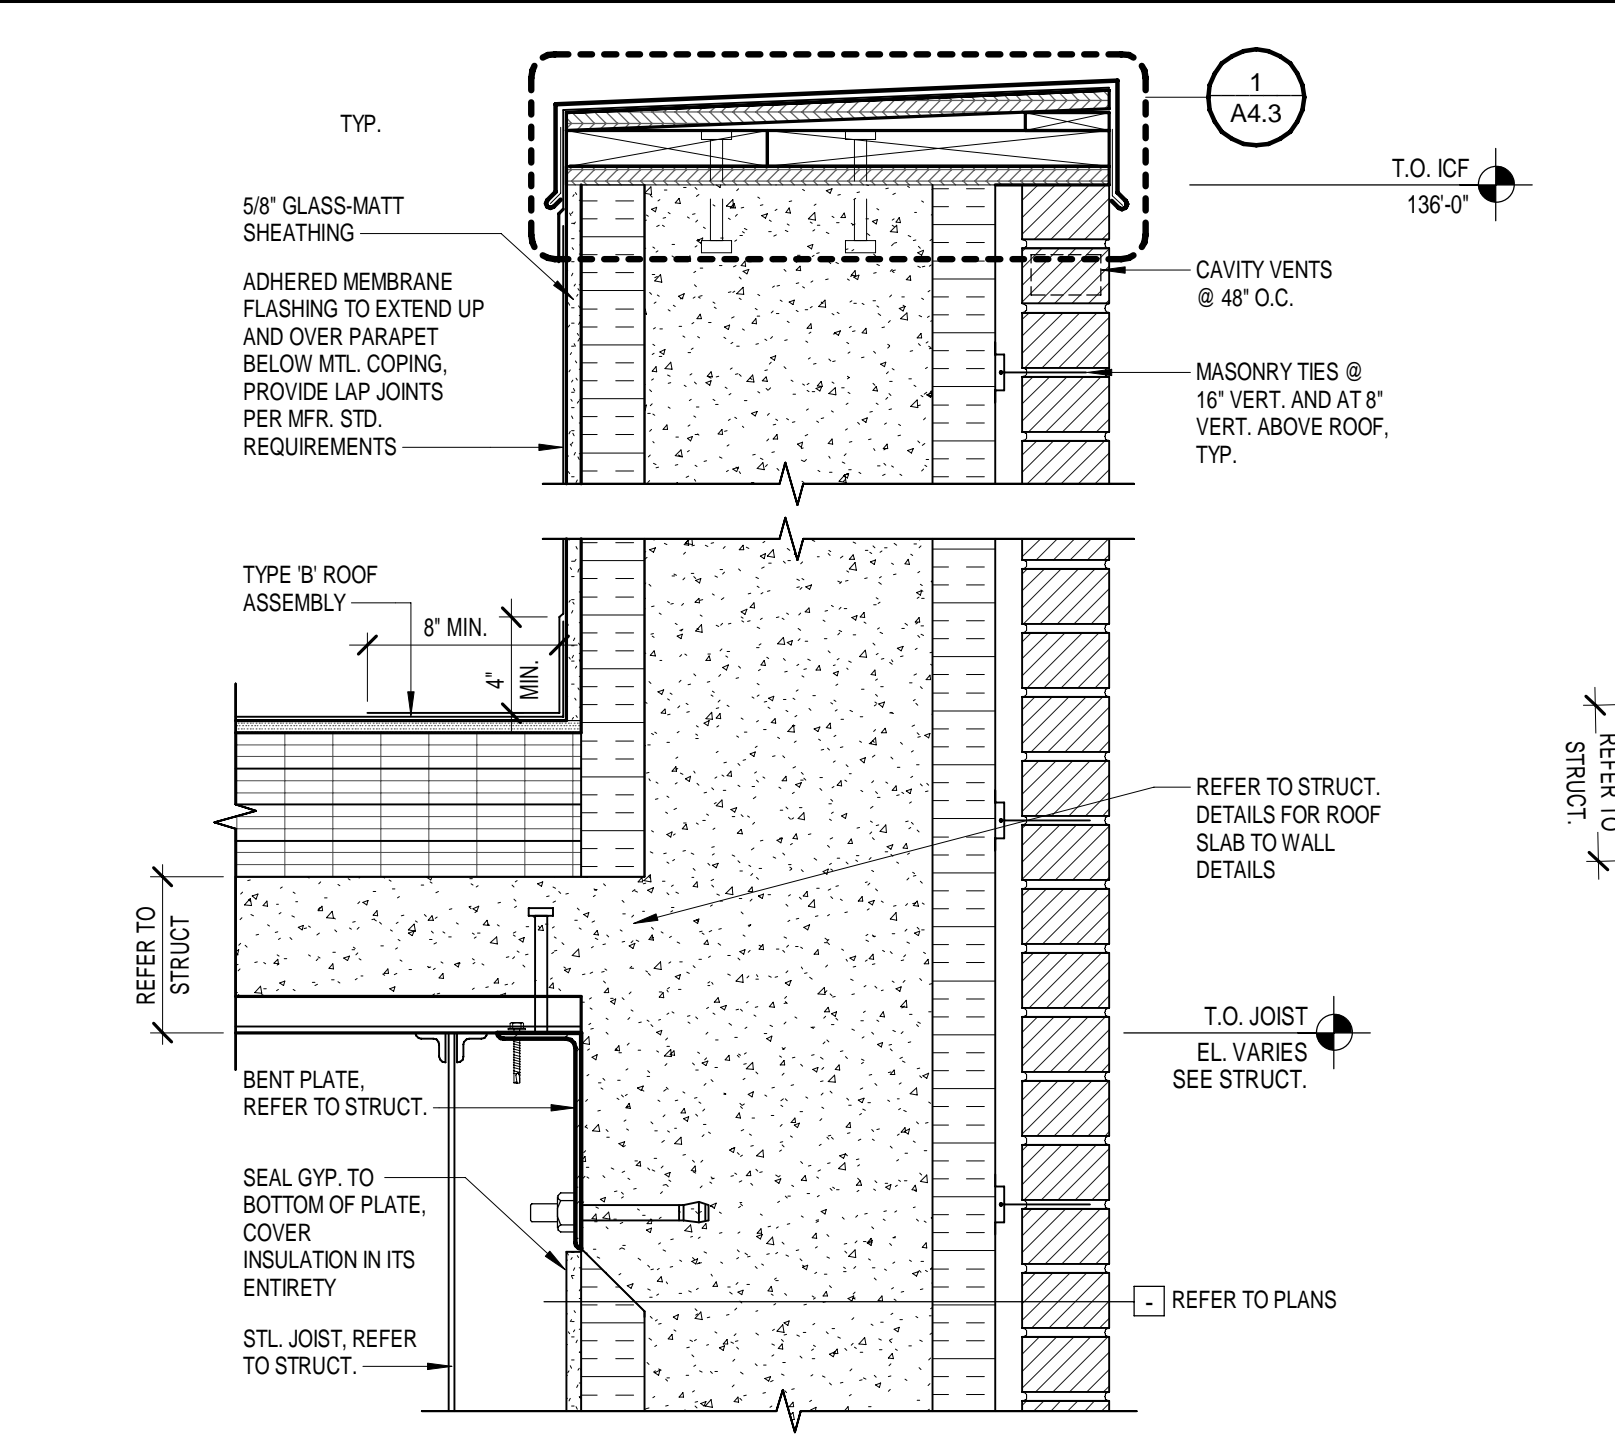 1
A4.3
TYP.
T.O. ICF
136'-0"
5/8" GLASS-MATT
SHEATHING
ADHERED MEMBRANE
FLASHING TO EXTEND UP
AND OVER PARAPET
BELOW MTL. COPING,
PROVIDE LAP JOINTS
PER MFR. STD.
REQUIREMENTS
CAVITY VENTS
@ 48" O.C.
MASONRY TIES @
16" VERT. AND AT 8"
VERT. ABOVE ROOF,
TYP.
TYPE 'B' ROOF
ASSEMBLY
8" MIN.
4"
MIN.
REFER TO STRUCT.
DETAILS FOR ROOF
SLAB TO WALL
DETAILS
REFER TO
STRUCT.
REFER TO
STRUCT
T.O. JOIST
EL. VARIES
SEE STRUCT.
BENT PLATE,
REFER TO STRUCT.
SEAL GYP. TO
BOTTOM OF PLATE,
COVER
INSULATION IN ITS
ENTIRETY
- REFER TO PLANS
STL. JOIST, REFER
TO STRUCT.